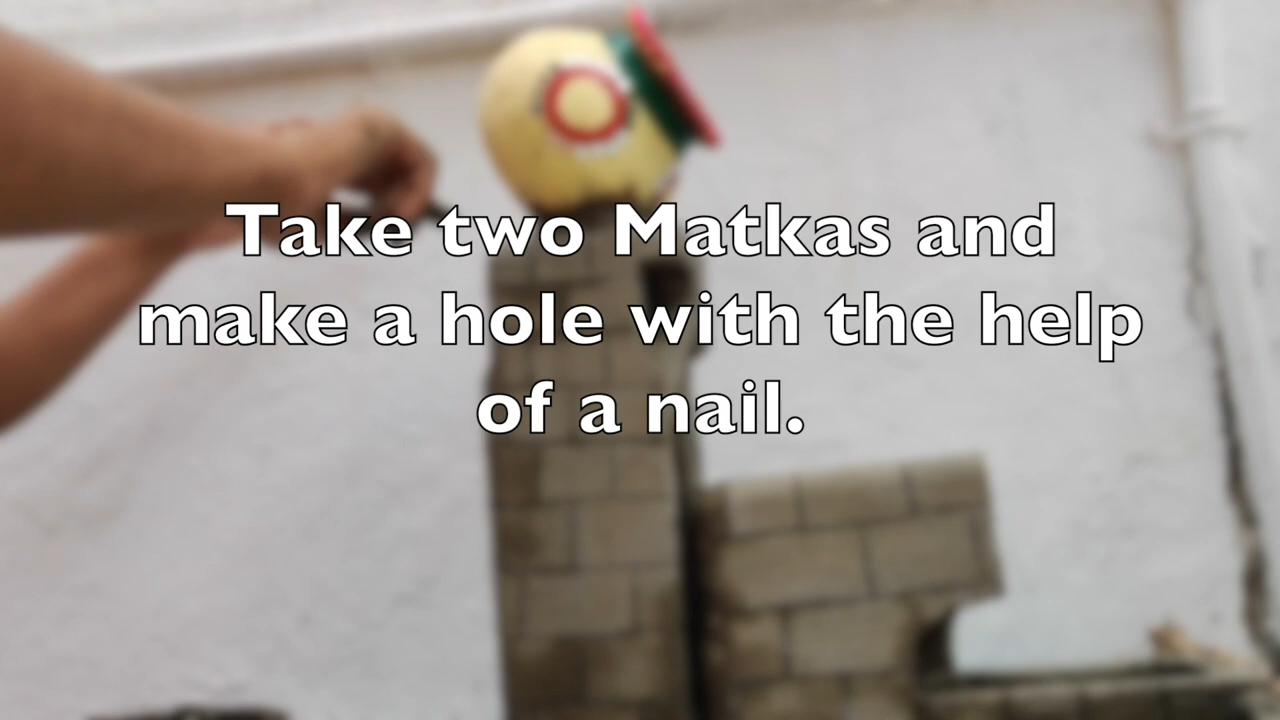 Take two Matkas and
make a hole with the help
of a nail.